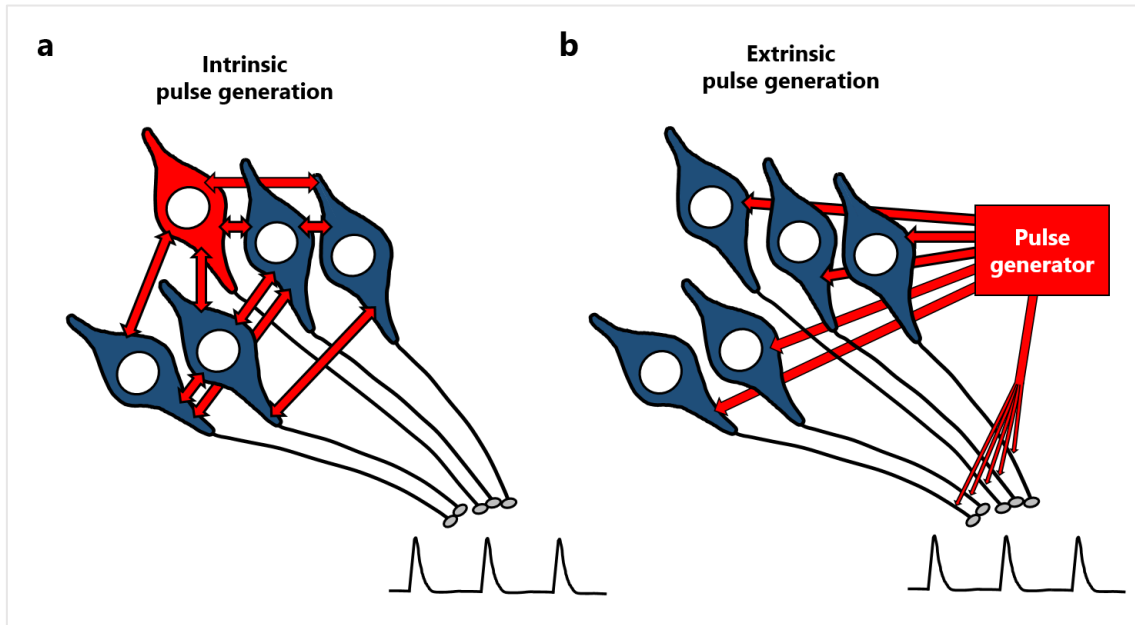 a
Intrinsic
pulse generation
b
Extrinsic
pulse generation
Pulse
generator